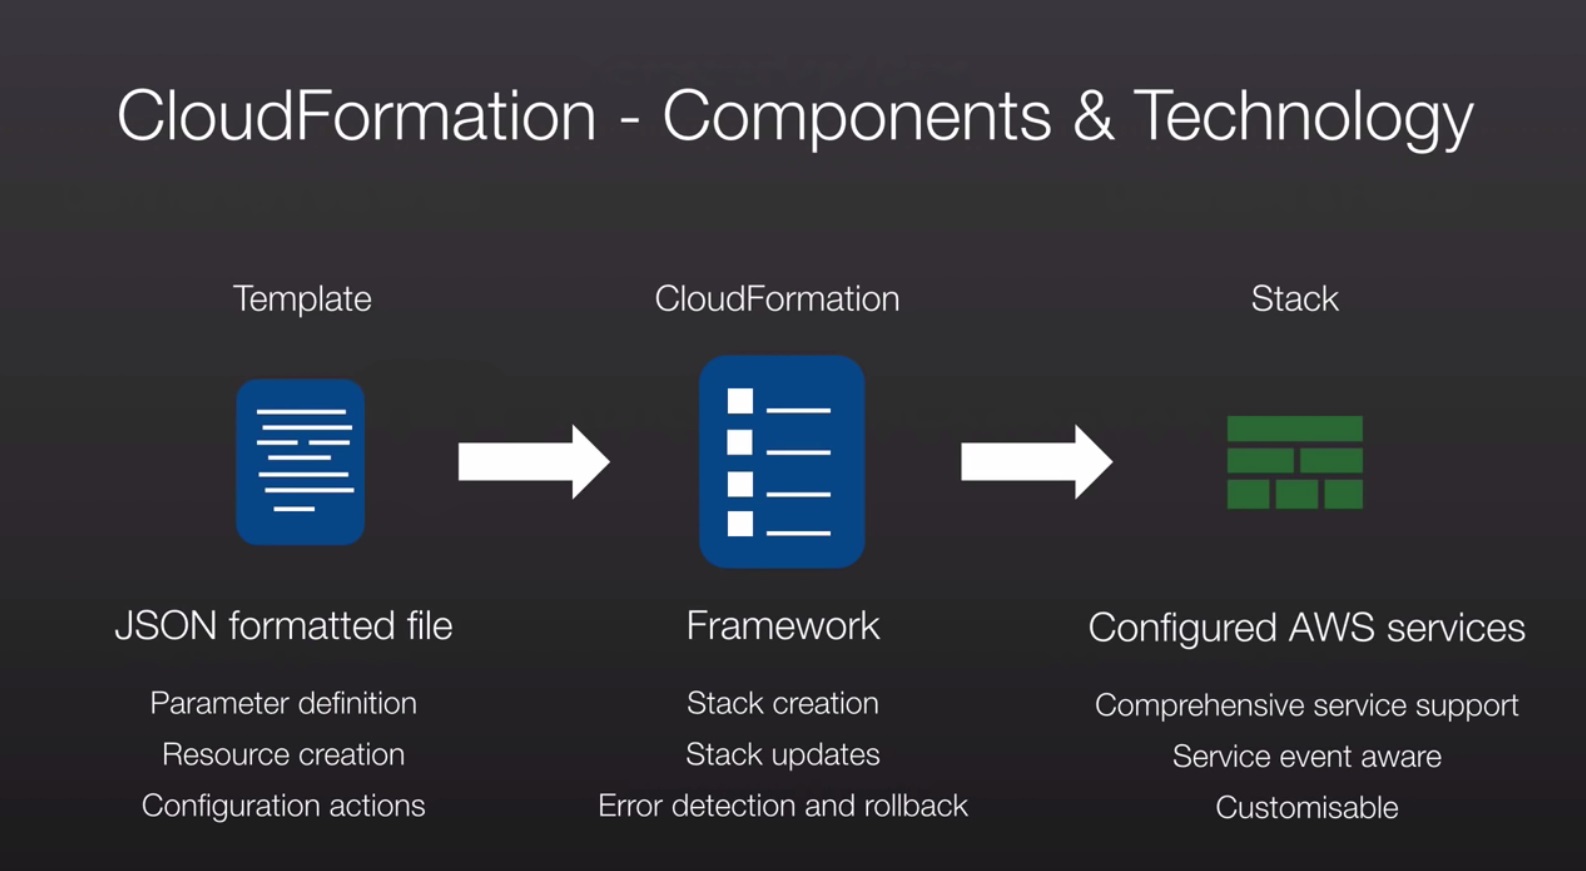 CloudFormation - Components & Technology
Template
CloudFormation
Stack
JSON formatted file
Framework
Configured AWS services
Parameter definition
Stack creation
Comprehensive service support
Resource creation
Stack updates
Service event aware
Configuration actions
Error detection and rollback
Customisable